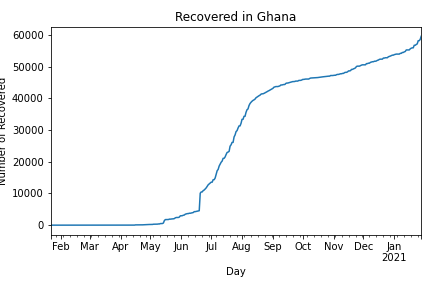 Recovered in Ghana
Number of Recovered
60000
50000
40000
30000
20000
10000
0
Feb Mar Apr May Jun Jul Aug Sep Oct Nov Dec Jan
2021
Day